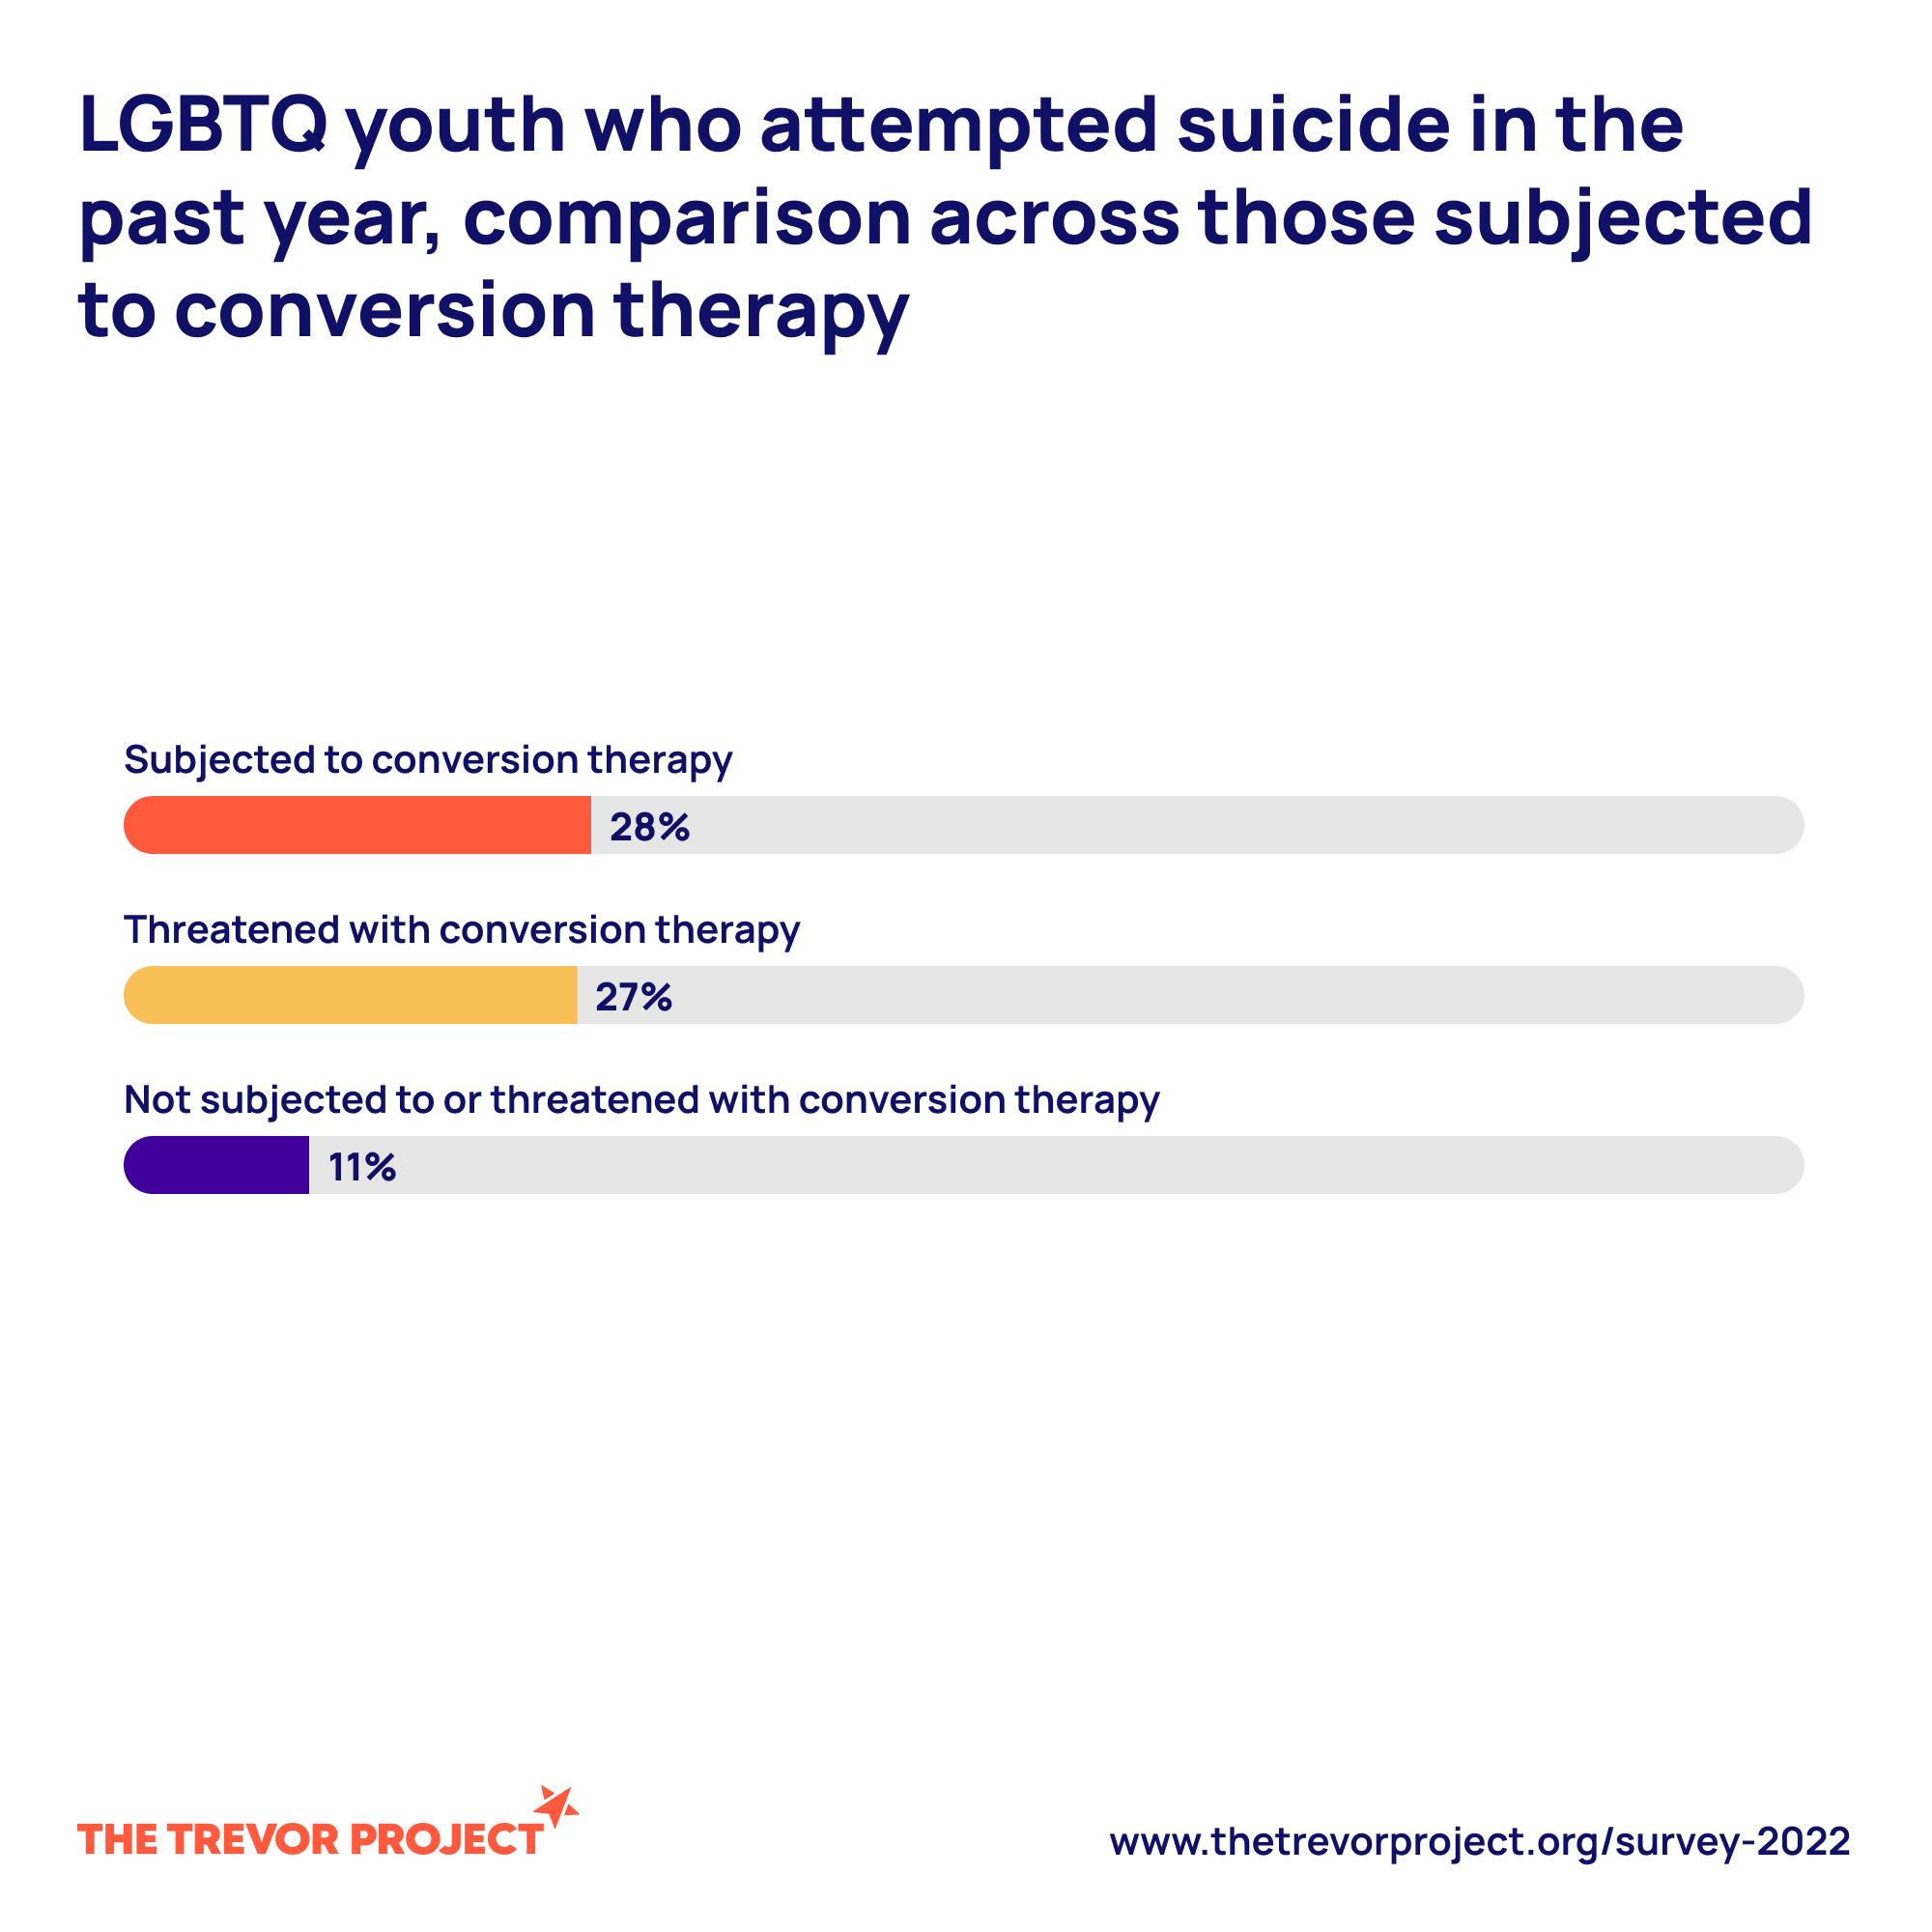 LGBTQ youth who attempted suicide in the
past year, comparison across those subjected
to conversion therapy
Subjected to conversion therapy
28%
Threatened with conversion therapy
27%
Not subjected to or threatened with conversion therapy
11%
THE TREVOR PROJECT
www.thetrevorproject.org/survey-2022